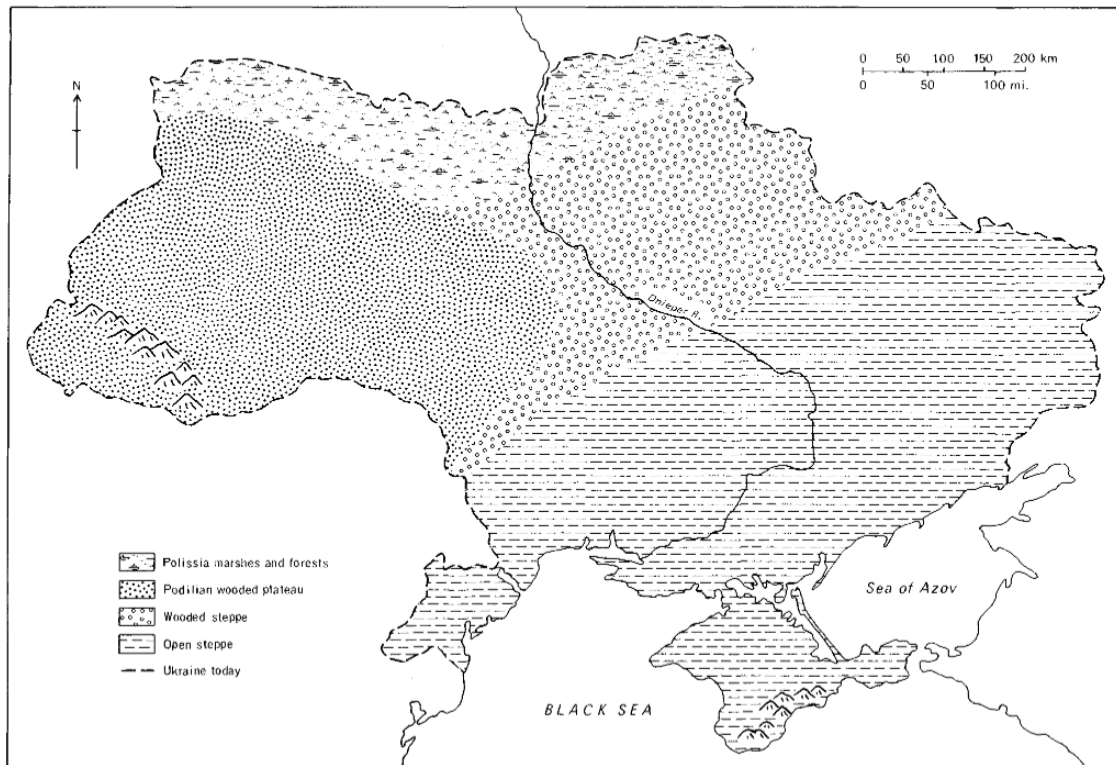 0 50 100 150 200 km
0 50 100 mi.
N
Dnieper R.
Polissia marshes and forests
Podilian wooded plateau
Wooded steppe
Open steppe
Ukraine today
Sea of Azov
BLACK SEA